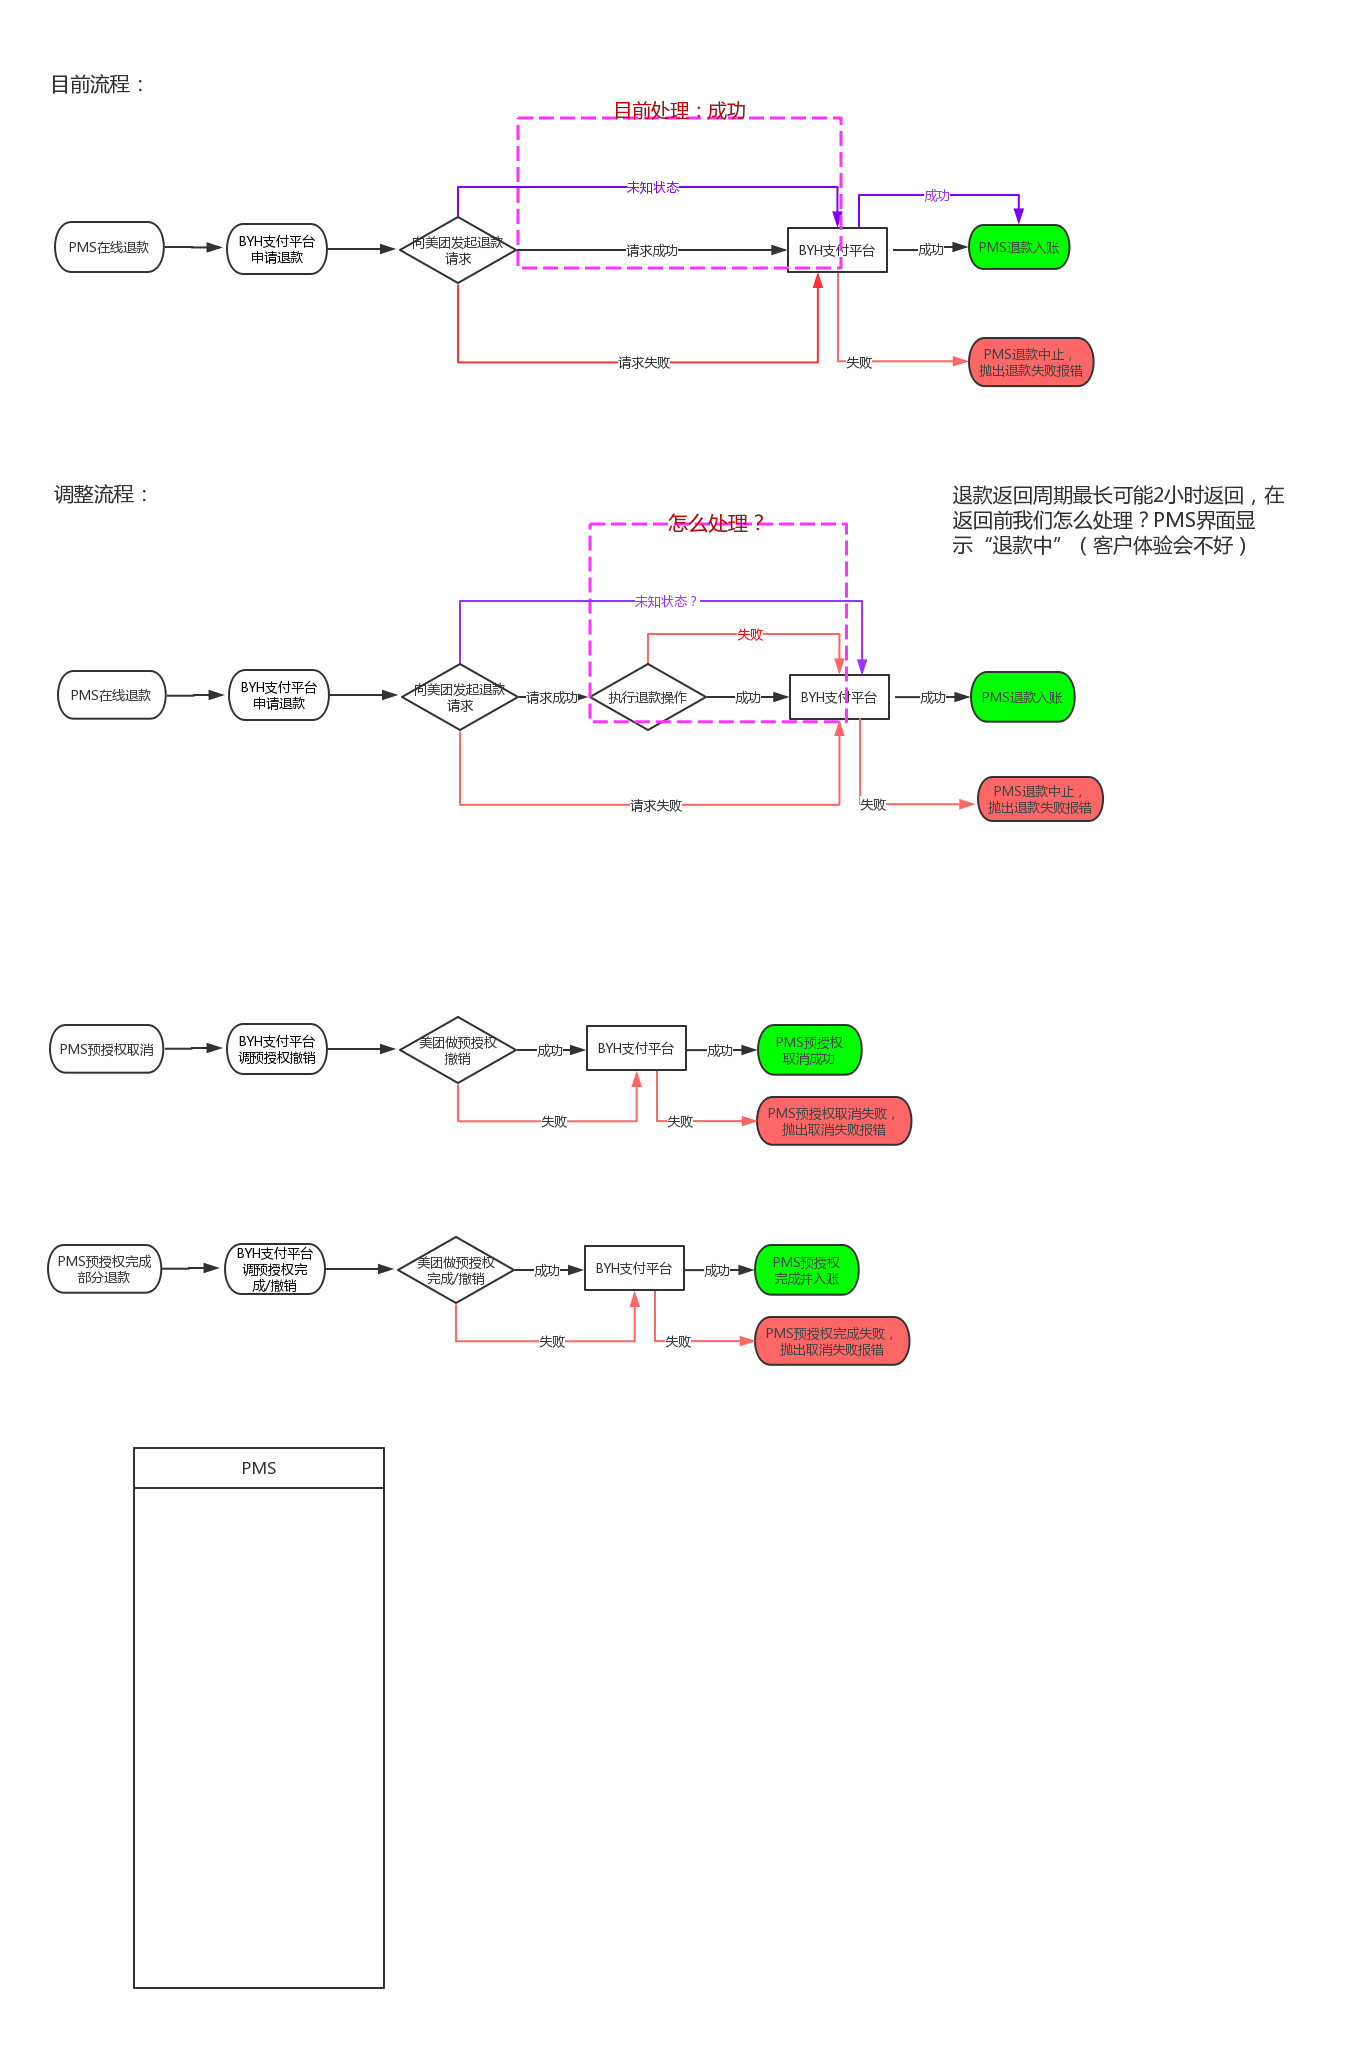 目前流程：
目前处理：成功
未知状态
成功
PMS在线退款
BYH支付平台
申请退款
向美团发起退款
请求
请求成功
BYH支付平台
成功
PMS退款入账
请求失败
失败
PMS退款中止，
抛出退款失败报错
调整流程：
退款返回周期最长可能2小时返回，在
返回前我们怎么处理？PMS界面显
示“退款中”（客户体验会不好）
怎么处理？
未知状态？
失败
PMS在线退款
BYH支付平台
申请退款
向美团发起退款
请求
请求成功
执行退款操作
成功
BYH支付平台
成功
PMS退款入账
请求失败
失败
PMS退款中止，
抛出退款失败报错
PMS预授权取消
BYH支付平台
调预授权撤销
美团做预授权
撤销
成功
BYH支付平台
成功
PMS预授权
取消成功
失败
失败
PMS预授权取消失败，
抛出取消失败报错
PMS预授权完成
部分退款
BYH支付平台
调预授权完
成/撤销
美团做预授权
完成/撤销
成功
BYH支付平台
成功
PMS预授权
完成并入账
失败
失败
PMS预授权完成失败，
抛出取消失败报错
PMS